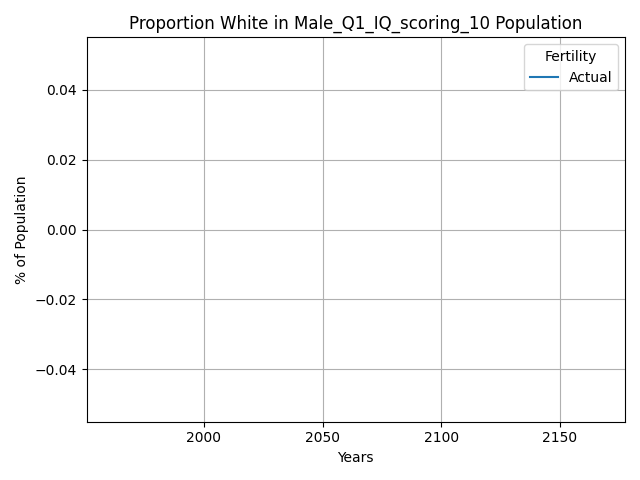 Proportion White in Male_Q1_IQ_scoring_10 Population
Fertility
Actual
0.04
0.02
0.00
−0.02
−0.04
% of Population
2000
2050
2100
2150
Years